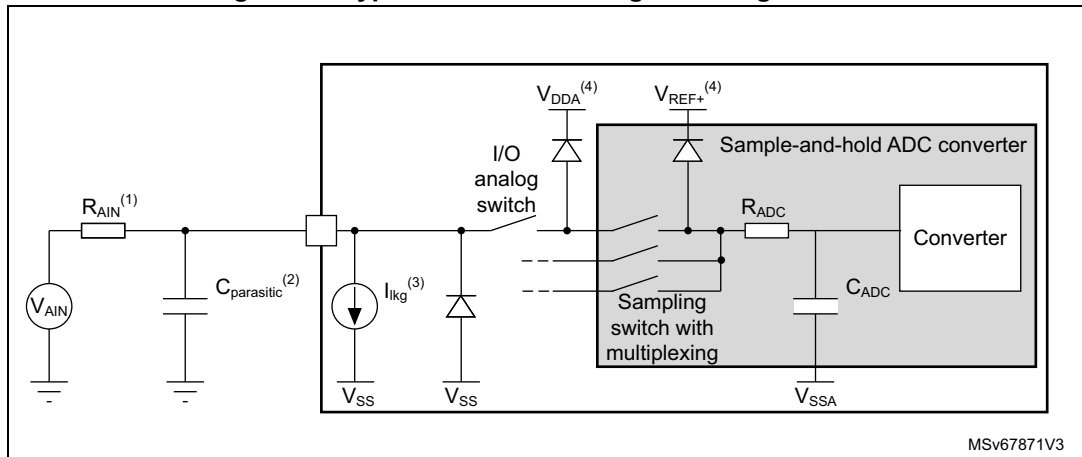 V_DDA^(4)
V_REF+^(4)
Sample-and-hold ADC converter
I/O
analog
switch
R_AIN^(1)
R_ADC
Converter
C_parasitic^(2)
I_lkg^(3)
C_ADC
V_AIN
Sampling
switch with
multiplexing
V_SS
V_SS
V_SSA
MSv67871V3